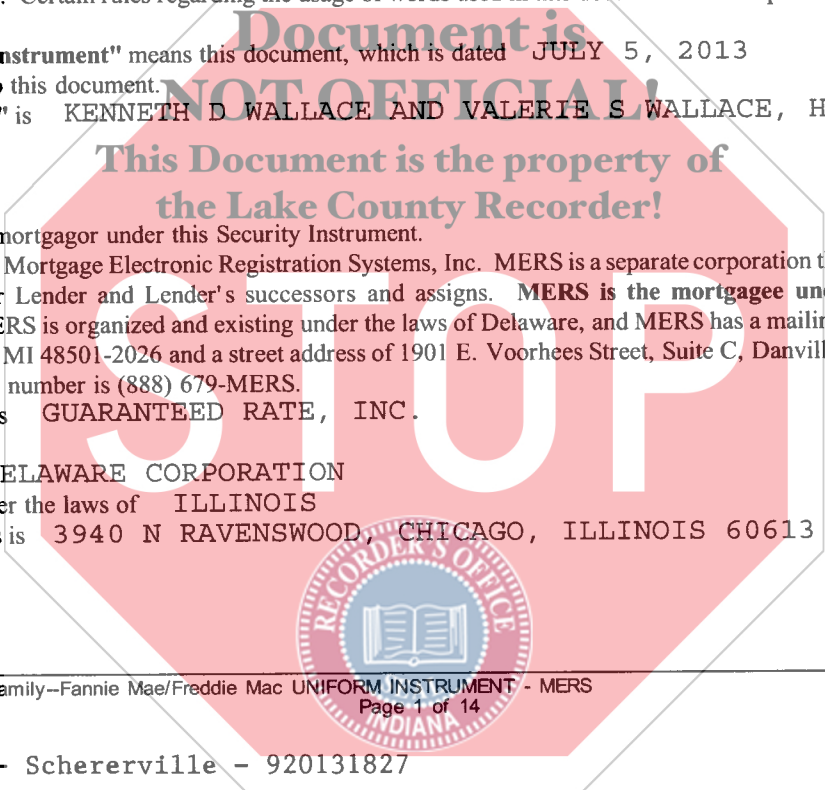 Document is
nstrument" means this document, which is dated JULY 5, 2013
this document.
NOT OFFICIAL!
" is KENNETH D WALLACE AND VALERIE S WALLACE, H
This Document is the property of
the Lake County Recorder!
mortgagor under this Security Instrument.
Mortgage Electronic Registration Systems, Inc. MERS is a separate corporation t
Lender and Lender's successors and assigns. MERS is the mortgagee un
ERS is organized and existing under the laws of Delaware, and MERS has a mailin
MI 48501-2026 and a street address of 1901 E. Voorhees Street, Suite C, Danvill
number is (888) 679-MERS.
s GUARANTEED RATE, INC.
STOP
ELAWARE CORPORATION
er the laws of ILLINOIS
is 3940 N RAVENSWOOD, CHICAGO, ILLINOIS 60613
RECORDER'S OFFICE
INDIANA
amily--Fannie Mae/Freddie Mac UNIFORM INSTRUMENT - MERS
Page 1 of 14
- Schererville - 920131827